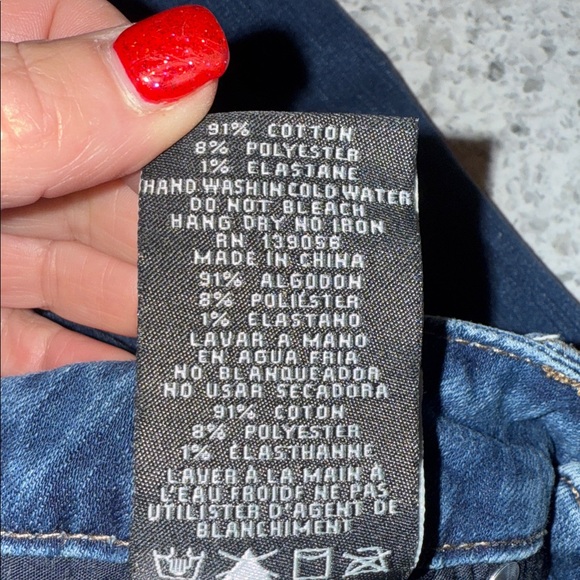 91% COTTON
8% POLYESTER
1% ELASTANE
HAND WASH IN COLD WATER
DO NOT BLEACH
HANG DRY NO IRON
RN 139056
MADE IN CHINA
91% ALGODON
8% POLIÉSTER
1% ELASTANO
LAVAR A MANO
EN AGUA FRIA
NO BLANQUEADOR
NO USAR SECADORA
91% COTON
8% POLYESTER
1% ÉLASTHANNE
LAVER À LA MAIN À
L'EAU FROIDE NE PAS
UTILISTER D'AGENT DE
BLANCHIMENT